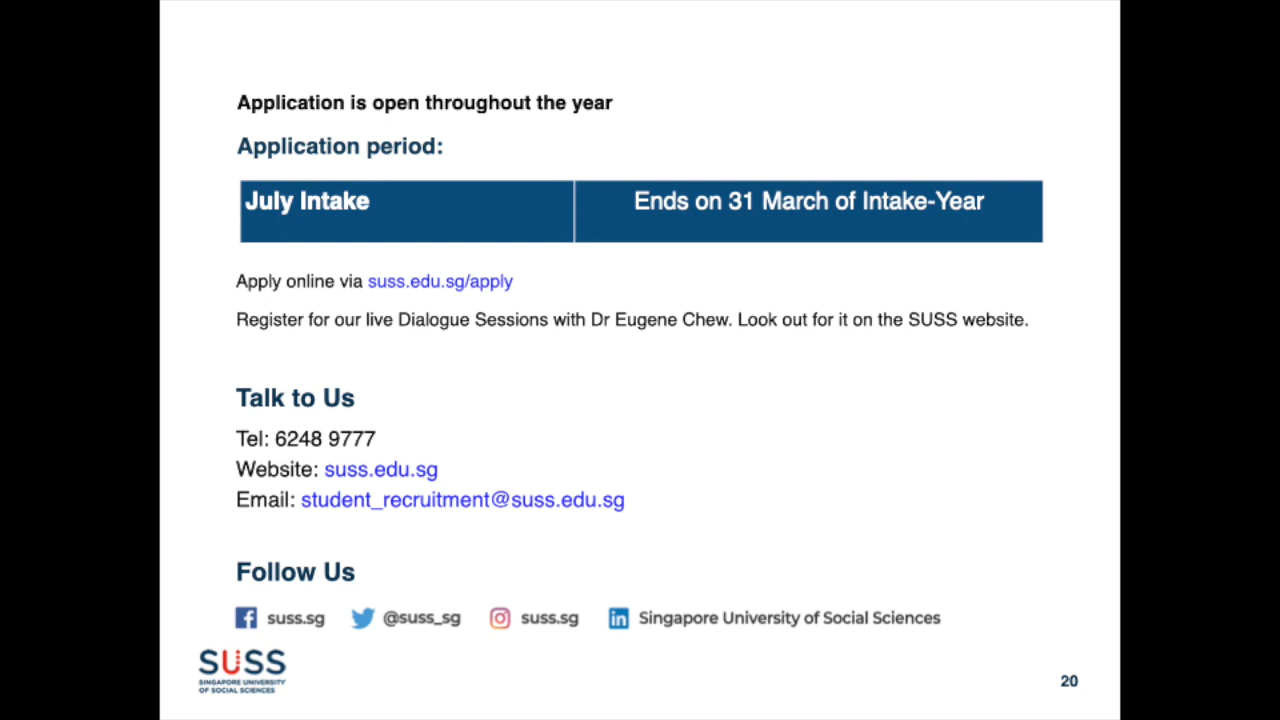 Application is open throughout the year
Application period:
July Intake
Ends on 31 March of Intake-Year
Apply online via suss.edu.sg/apply
Register for our live Dialogue Sessions with Dr Eugene Chew. Look out for it on the SUSS website.
Talk to Us
Tel: 6248 9777
Website: suss.edu.sg
Email: student_recruitment@suss.edu.sg
Follow Us
suss.sg @suss_sg suss.sg Singapore University of Social Sciences
SUSS
SINGAPORE UNIVERSITY
OF SOCIAL SCIENCES
20